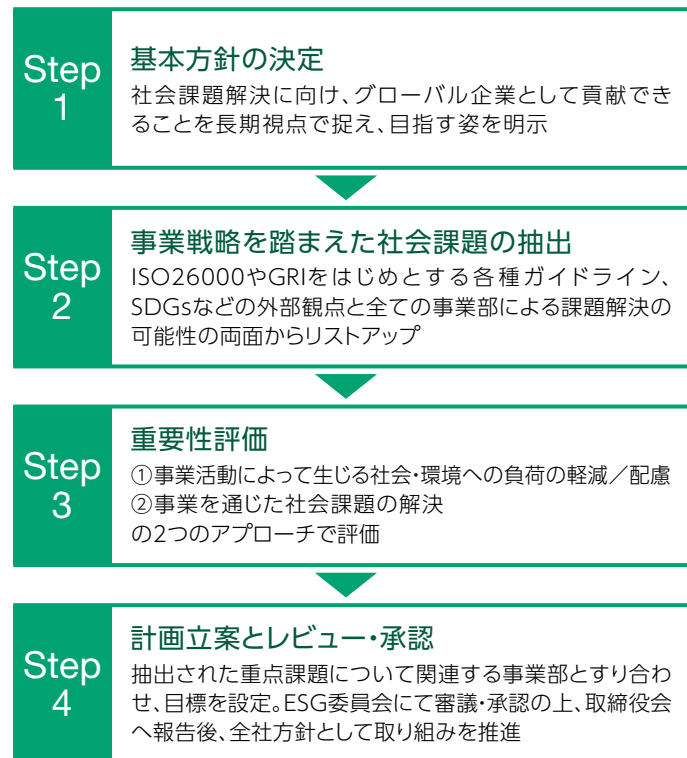 Step
1
基本方針の決定
社会課題解決に向け、グローバル企業として貢献でき
ることを長期視点で捉え、目指す姿を明示
Step
2
事業戦略を踏まえた社会課題の抽出
ISO26000やGRIをはじめとする各種ガイドライン、
SDGsなどの外部観点と全ての事業部による課題解決の
可能性の両面からリストアップ
Step
3
重要性評価
①事業活動によって生じる社会・環境への負荷の軽減／配慮
②事業を通じた社会課題の解決
の2つのアプローチで評価
Step
4
計画立案とレビュー・承認
抽出された重点課題について関連する事業部とすり合わ
せ、目標を設定。ESG委員会にて審議・承認の上、取締役会
へ報告後、全社方針として取り組みを推進